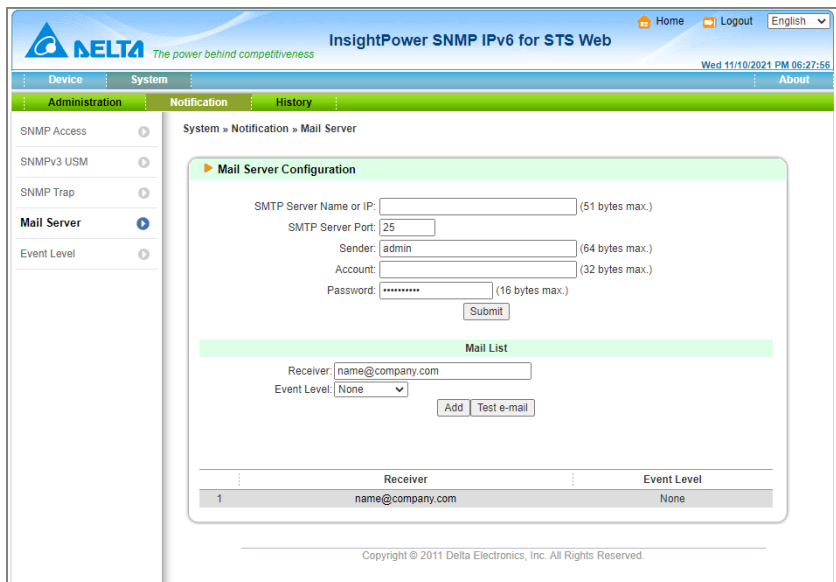 Home Logout English
InsightPower SNMP IPv6 for STS Web
DELTA The power behind competitiveness
Wed 11/10/2021 PM 06:27:56
Device System About
Administration Notification History
SNMP Access
SNMPv3 USM
SNMP Trap
Mail Server
Event Level
System » Notification » Mail Server
Mail Server Configuration
SMTP Server Name or IP: (51 bytes max.)
SMTP Server Port: 25
Sender: admin (64 bytes max.)
Account: (32 bytes max.)
Password: •••••••••• (16 bytes max.)
Submit
Mail List
Receiver: name@company.com
Event Level: None
Add Test e-mail
Receiver Event Level
1 name@company.com None
Copyright © 2011 Delta Electronics, Inc. All Rights Reserved.